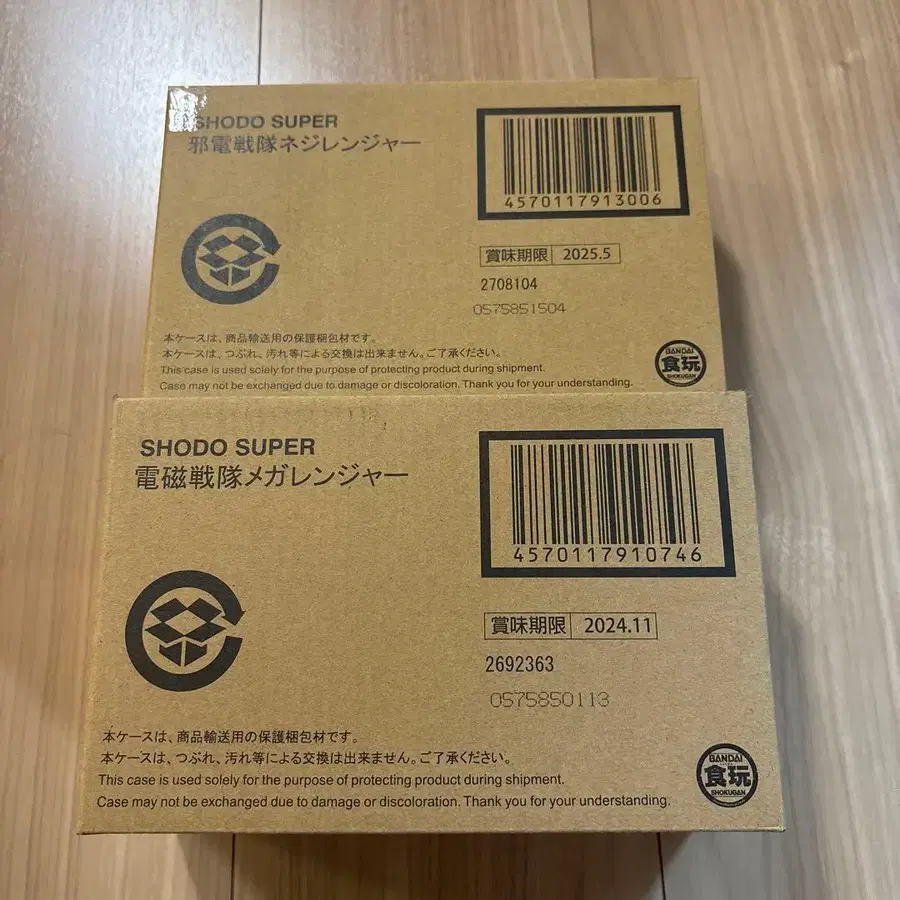 SHODO SUPER
邪電戦隊ネジレンジャー
4570117913006
賞味期限 2025.5
2708104
0575851504
本ケースは、商品輸送用の保護梱包材です。
本ケースは、つぶれ、汚れ等による交換は出来ません。ご了承ください。
This case is used solely for the purpose of protecting product during shipment.
Case may not be exchanged due to damage or discoloration. Thank you for your understanding.
BANDAI
食玩
SHOKUGAN
SHODO SUPER
電磁戦隊メガレンジャー
4570117910746
賞味期限 2024.11
2692363
0575850113
本ケースは、商品輸送用の保護梱包材です。
本ケースは、つぶれ、汚れ等による交換は出来ません。ご了承ください。
This case is used solely for the purpose of protecting product during shipment.
Case may not be exchanged due to damage or discoloration. Thank you for your understanding.
BANDAI
食玩
SHOKUGAN